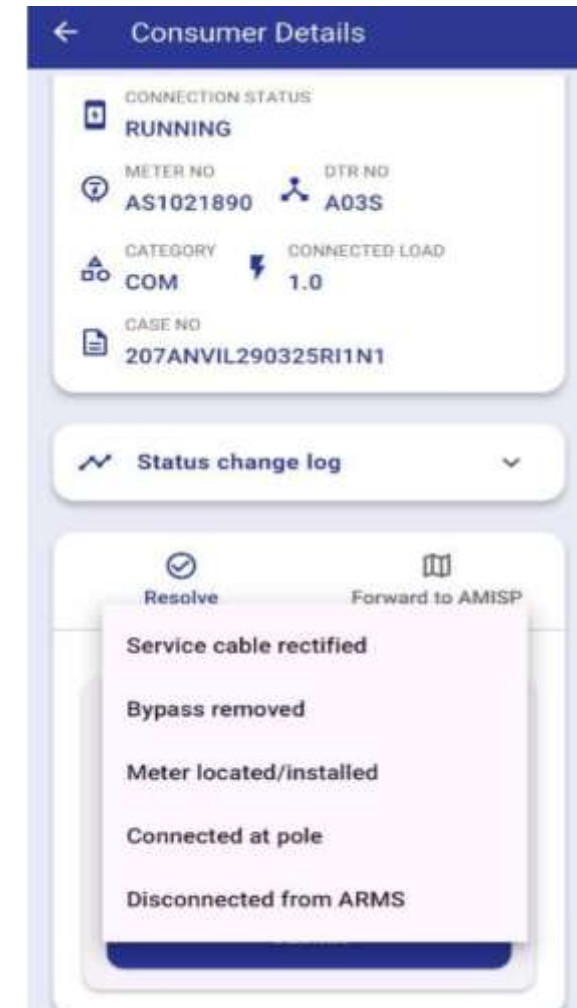 Consumer Details
CONNECTION STATUS
RUNNING
METER NO
AS1021890
DTR NO
A03S
CATEGORY
COM
CONNECTED LOAD
1.0
CASE NO
207ANVIL290325RI1N1
Status change log
Resolve
Forward to AMISP
Service cable rectified
Bypass removed
Meter located/installed
Connected at pole
Disconnected from ARMS